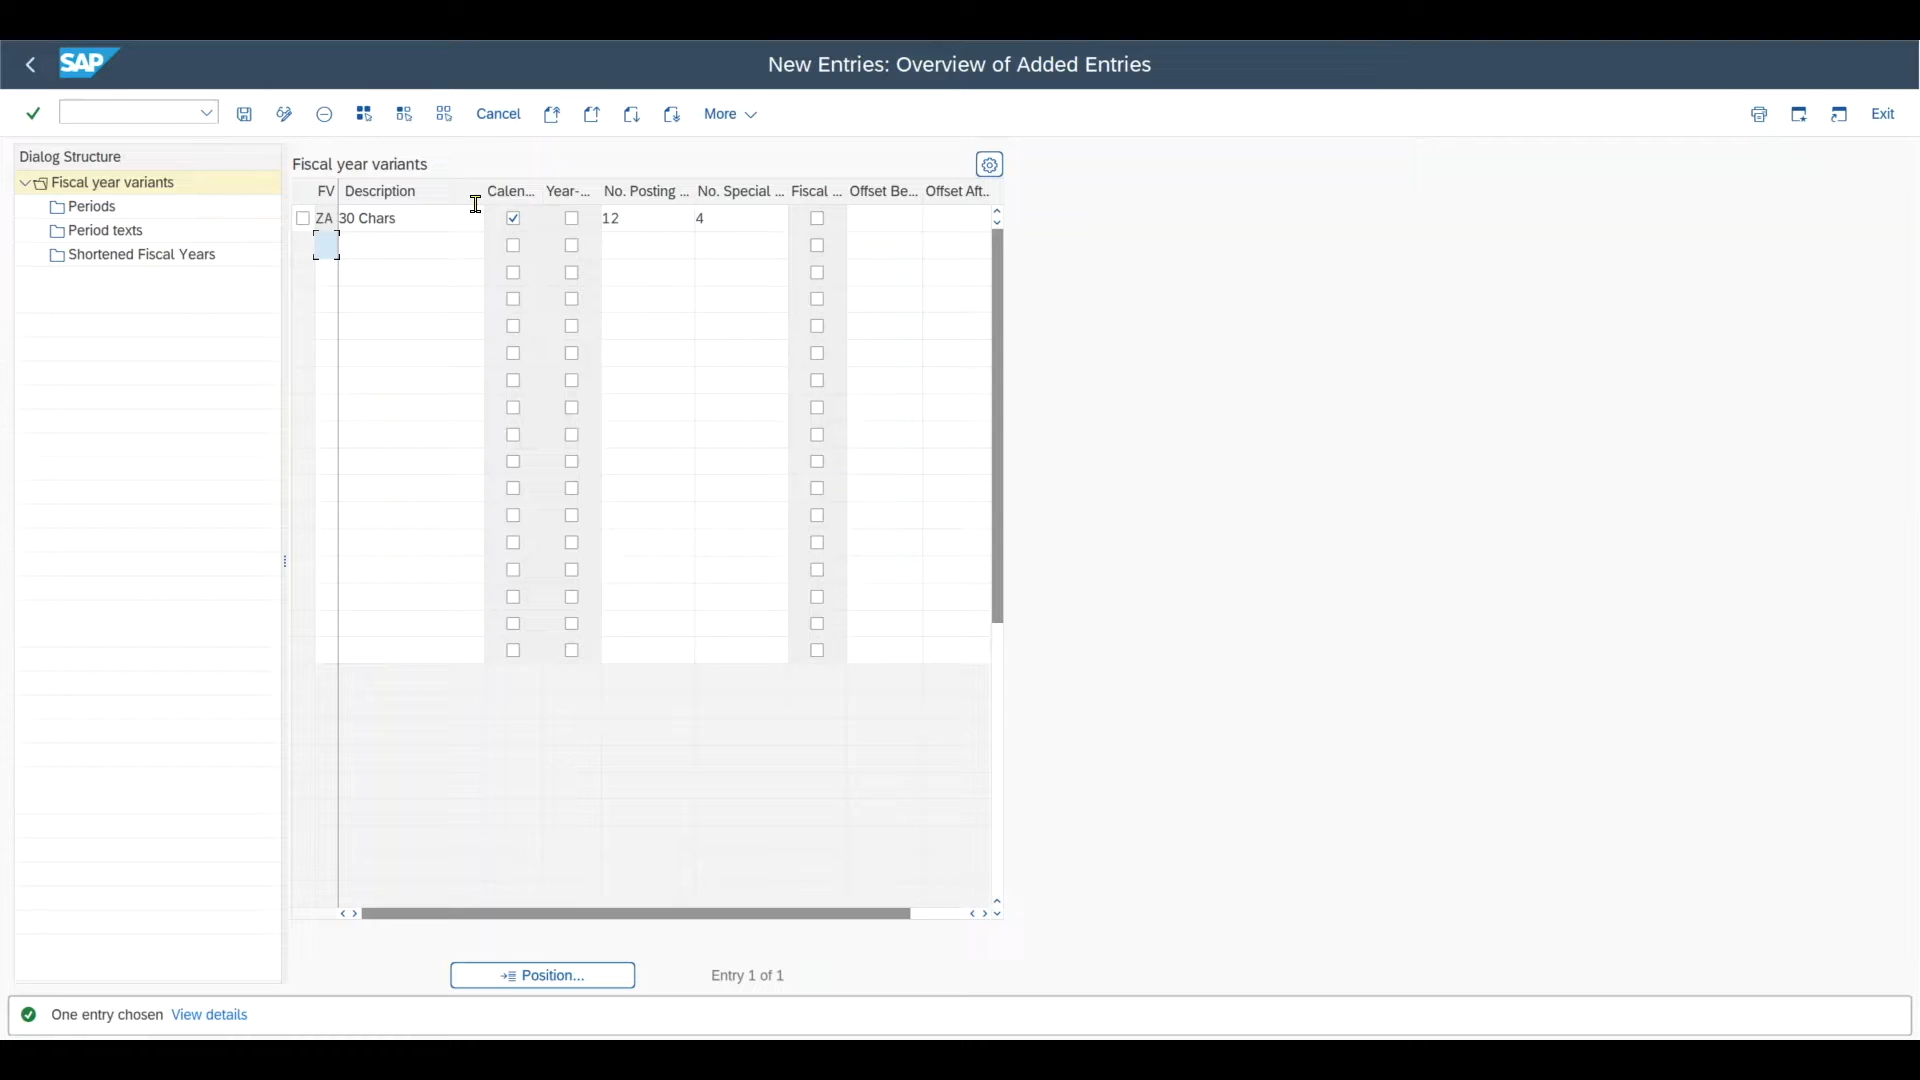 SAP
New Entries: Overview of Added Entries
Cancel
More
Exit
Dialog Structure
Fiscal year variants
Periods
Period texts
Shortened Fiscal Years
Fiscal year variants
FV Description Calen... Year-... No. Posting ... No. Special ... Fiscal ... Offset Be... Offset Aft..
ZA 30 Chars 12 4
Position... Entry 1 of 1
One entry chosen View details